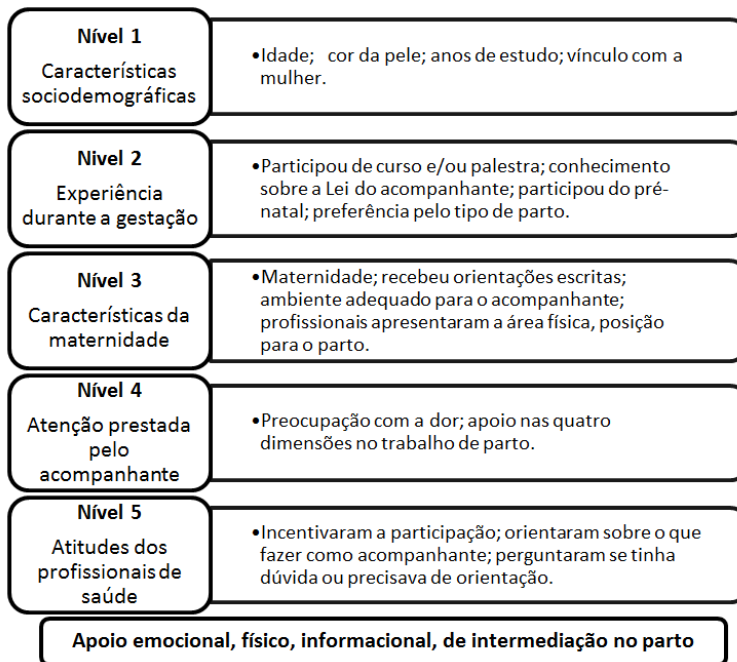 Nível 1
Características
sociodemográficas
•Idade; cor da pele; anos de estudo; vínculo com a
mulher.
Nivel 2
Experiência
durante a gestação
•Participou de curso e/ou palestra; conhecimento
sobre a Lei do acompanhante; participou do pré-
natal; preferência pelo tipo de parto.
Nível 3
Características da
maternidade
•Maternidade; recebeu orientações escritas;
ambiente adequado para o acompanhante;
profissionais apresentaram a área física, posição
para o parto.
Nível 4
Atenção prestada
pelo
acompanhante
•Preocupação com a dor; apoio nas quatro
dimensões no trabalho de parto.
Nível 5
Atitudes dos
profissionais de
saúde
•Incentivaram a participação; orientaram sobre o que
fazer como acompanhante; perguntaram se tinha
dúvida ou precisava de orientação.
Apoio emocional, físico, informacional, de intermediação no parto